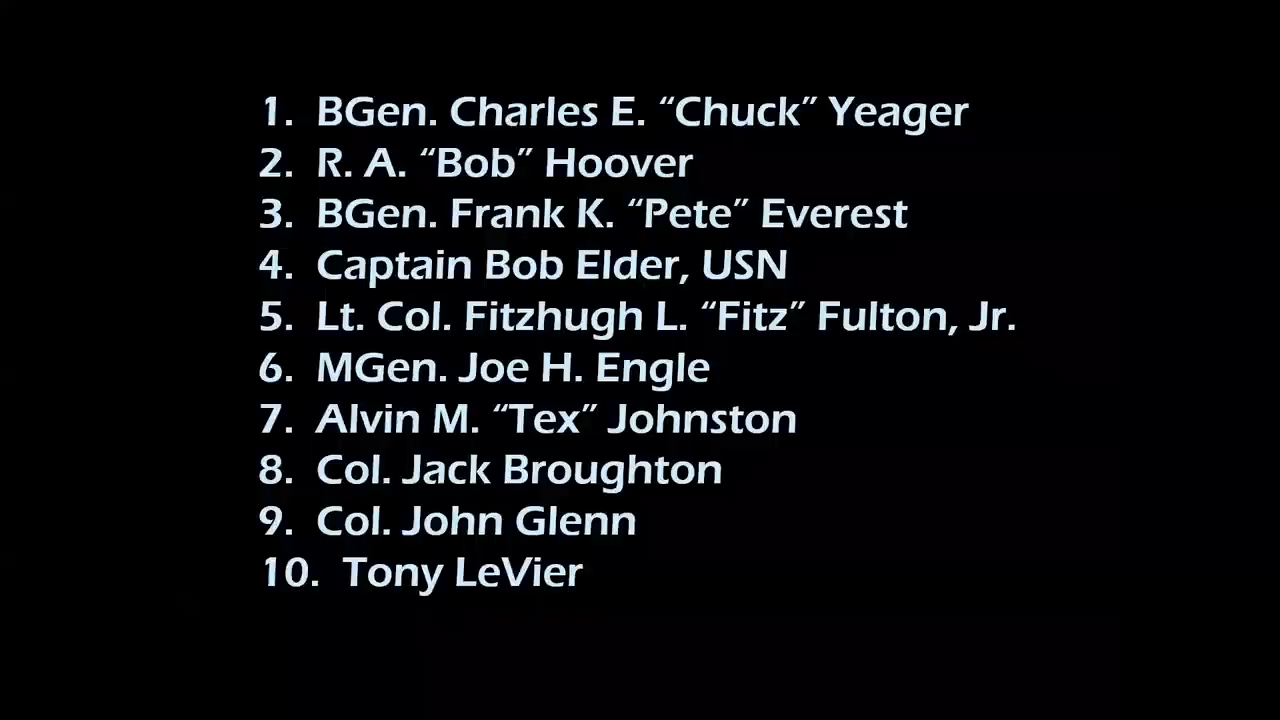 1. BGen. Charles E. “Chuck” Yeager
2. R. A. “Bob” Hoover
3. BGen. Frank K. “Pete” Everest
4. Captain Bob Elder, USN
5. Lt. Col. Fitzhugh L. “Fitz” Fulton, Jr.
6. MGen. Joe H. Engle
7. Alvin M. “Tex” Johnston
8. Col. Jack Broughton
9. Col. John Glenn
10. Tony LeVier